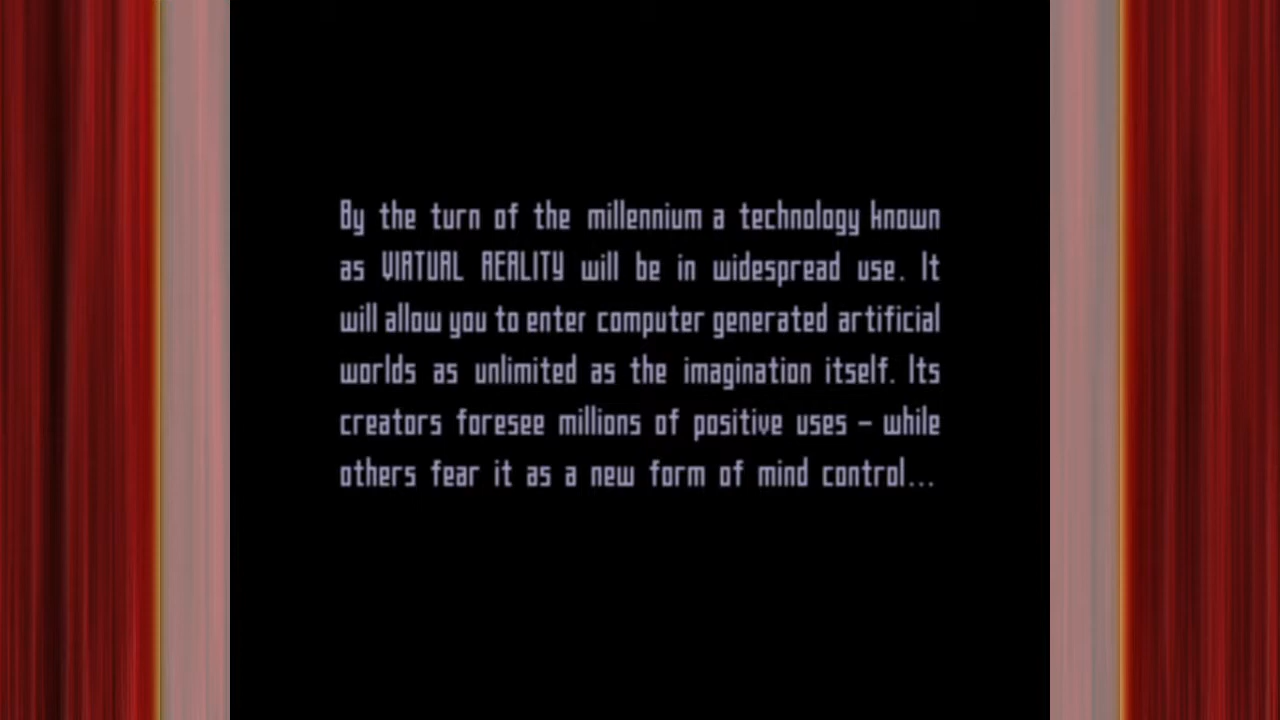 By the turn of the millennium a technology known
as VIRTUAL REALITY will be in widespread use. It
will allow you to enter computer generated artificial
worlds as unlimited as the imagination itself. Its
creators foresee millions of positive uses – while
others fear it as a new form of mind control...